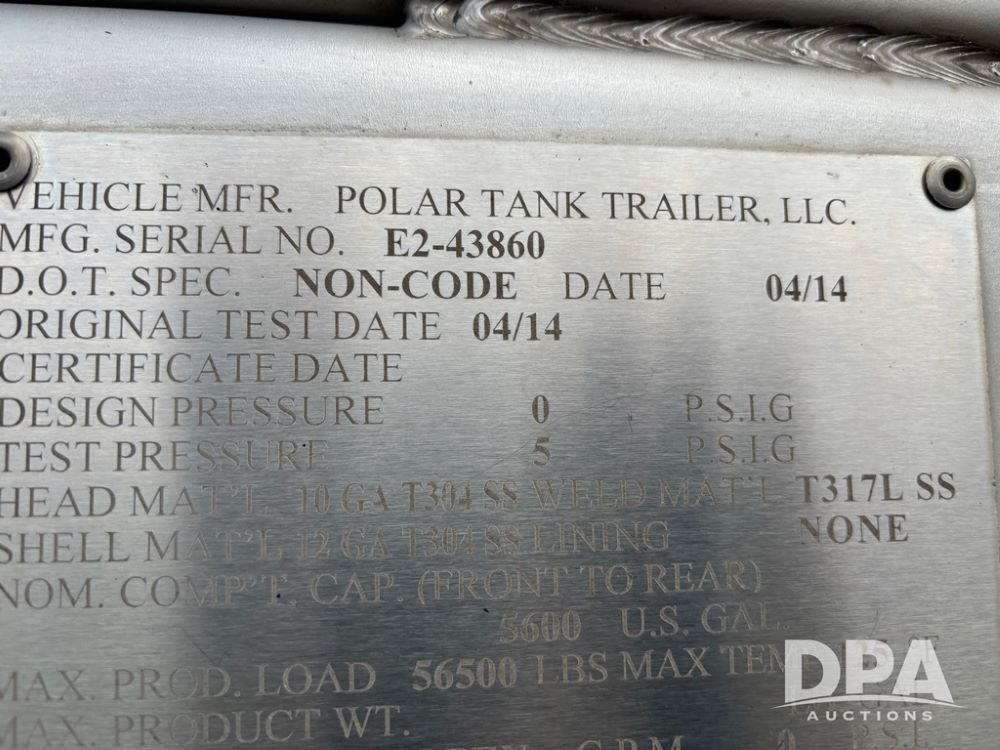 VEHICLE MFR. POLAR TANK TRAILER, LLC.
MFG. SERIAL NO. E2-43860
D.O.T. SPEC. NON-CODE DATE 04/14
ORIGINAL TEST DATE 04/14
CERTIFICATE DATE
DESIGN PRESSURE 0 P.S.I.G
TEST PRESSURE 5 P.S.I.G
HEAD MAT'L 10 GA T304 SS WELD MAT'L T317L SS
SHELL MAT'L 12 GA T304 SS LINING NONE
NOM. COMP'T. CAP. (FRONT TO REAR)
5600 U.S. GAL.
MAX. PROD. LOAD 56500 LBS MAX TEM
MAX. PRODUCT WT.
G.P.M 0 P.S.I.
DPA
AUCTIONS